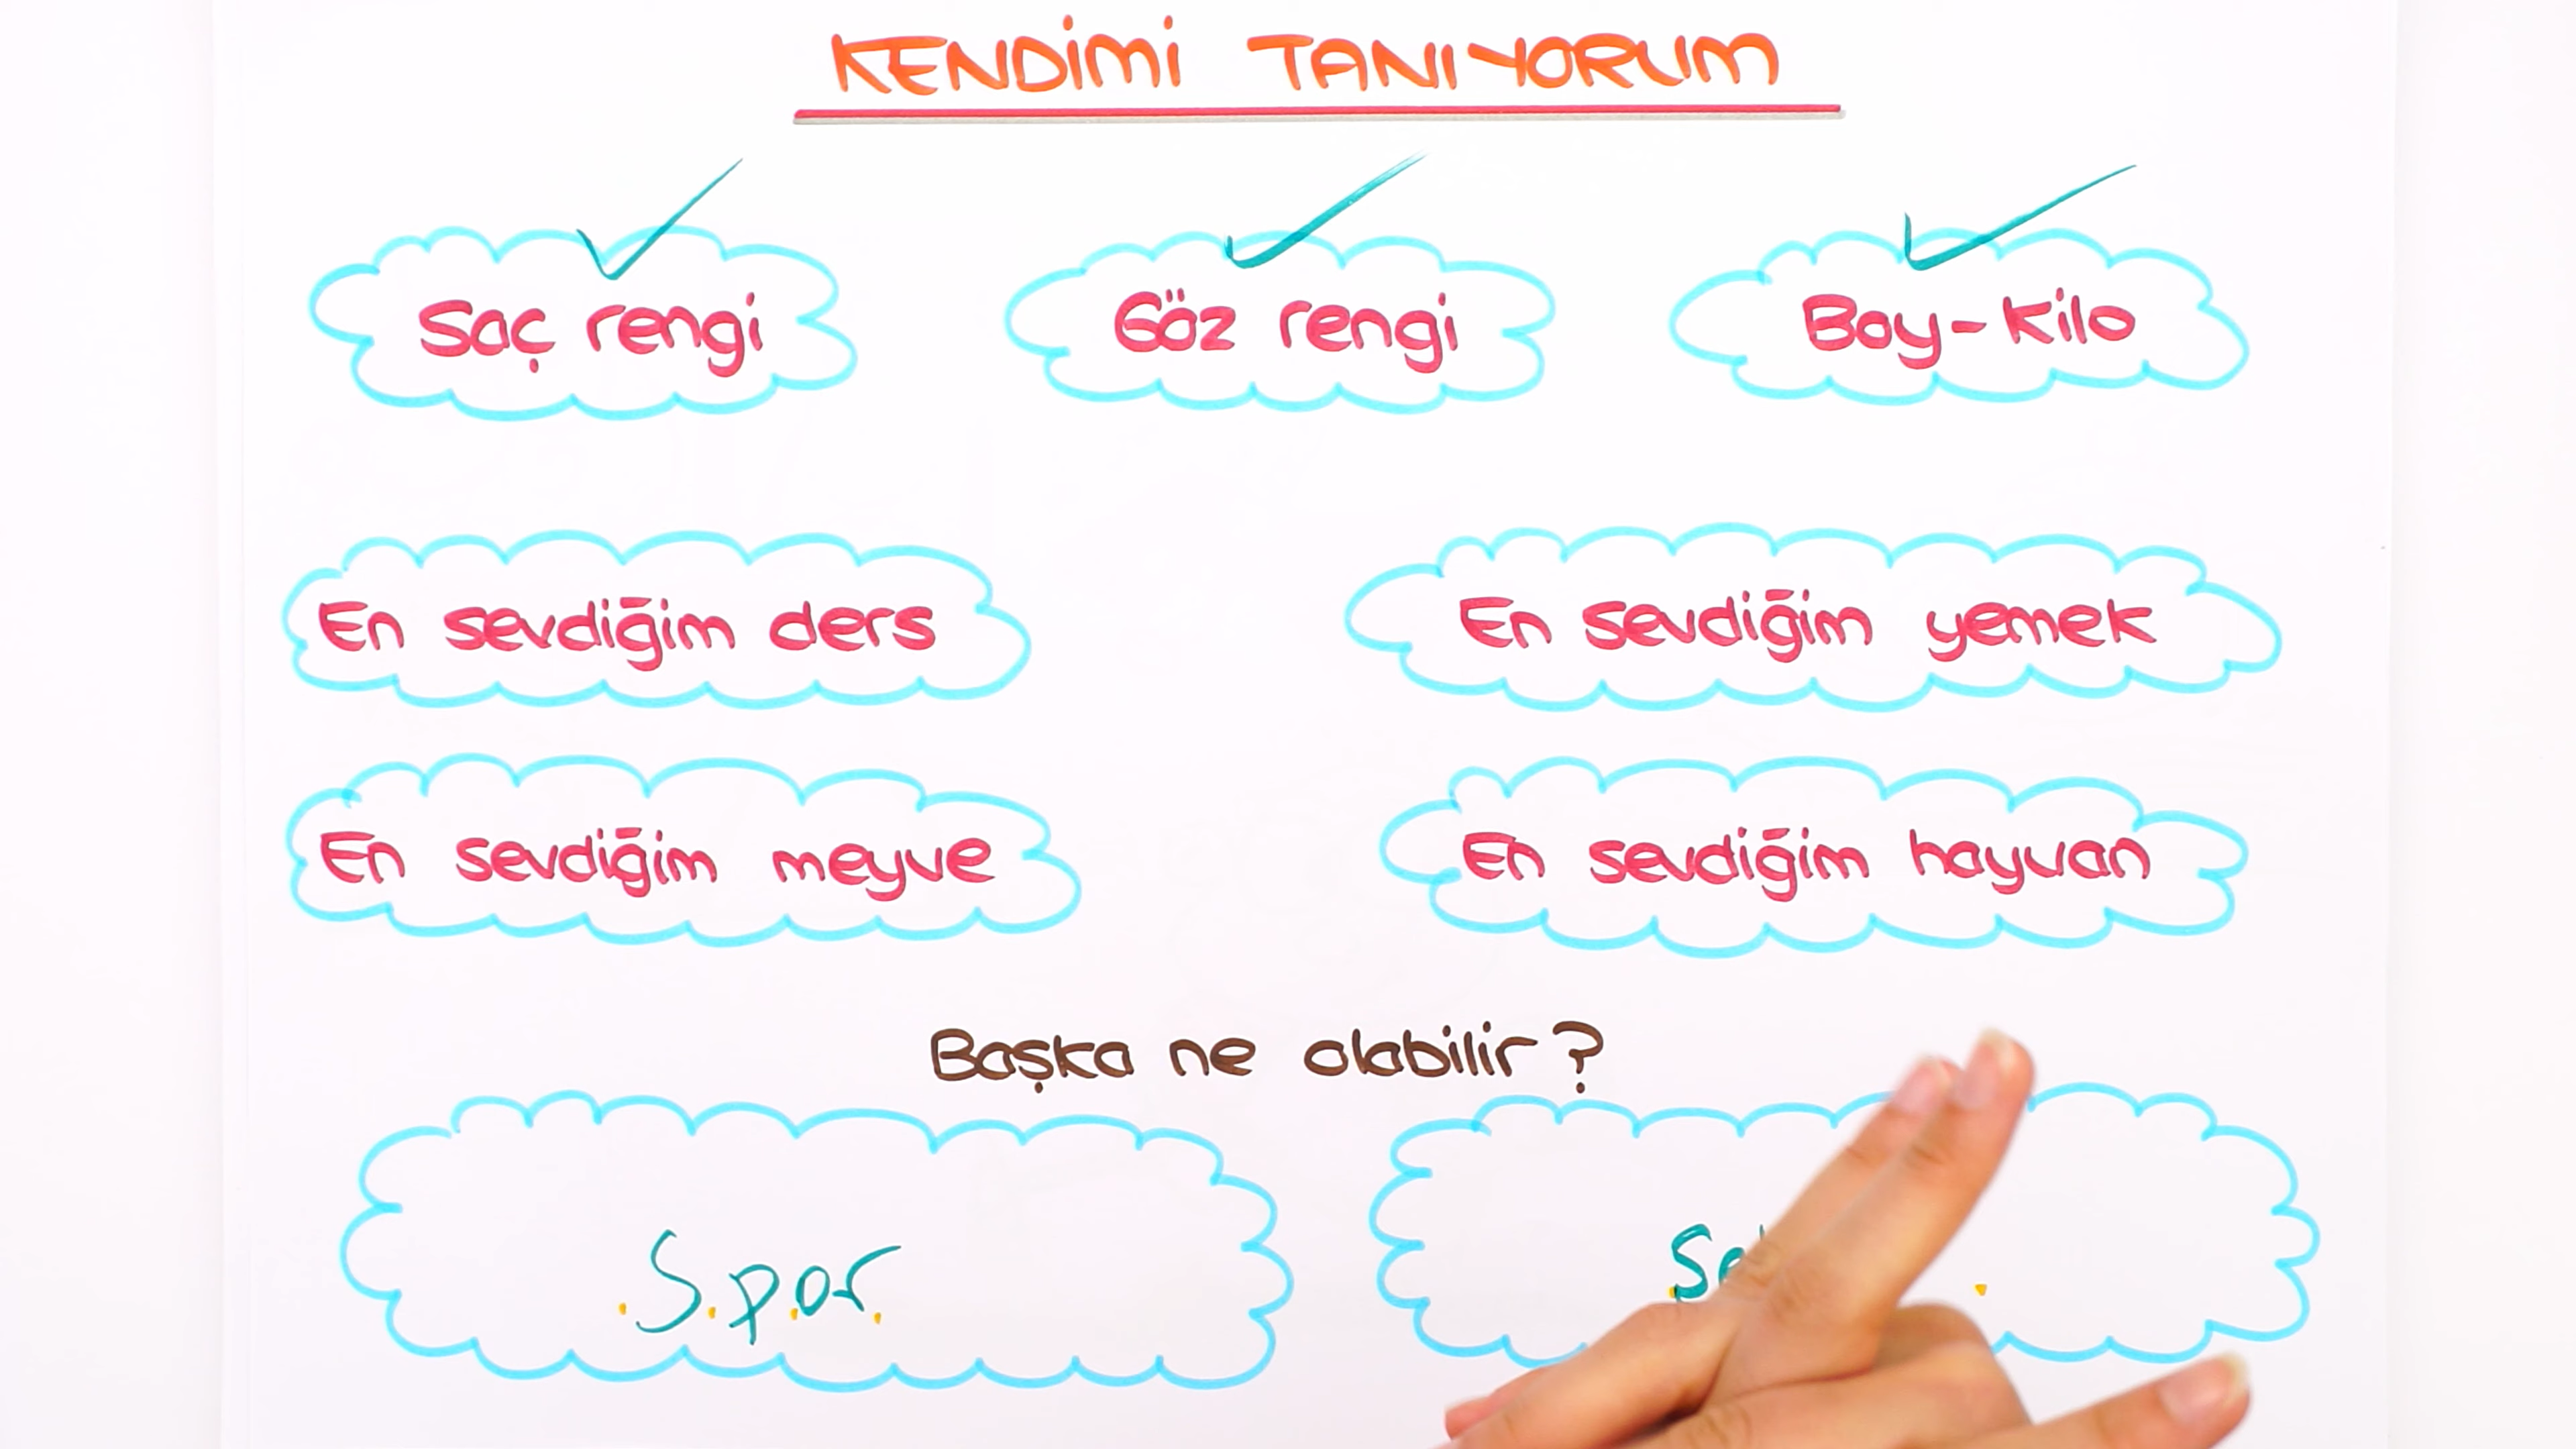 KENDİMİ TANIYORUM
Saç rengi
Göz rengi
Boy-Kilo
En sevdiğim ders
En sevdiğim yemek
En sevdiğim meyve
En sevdiğim hayvan
Başka ne olabilir?
Spor